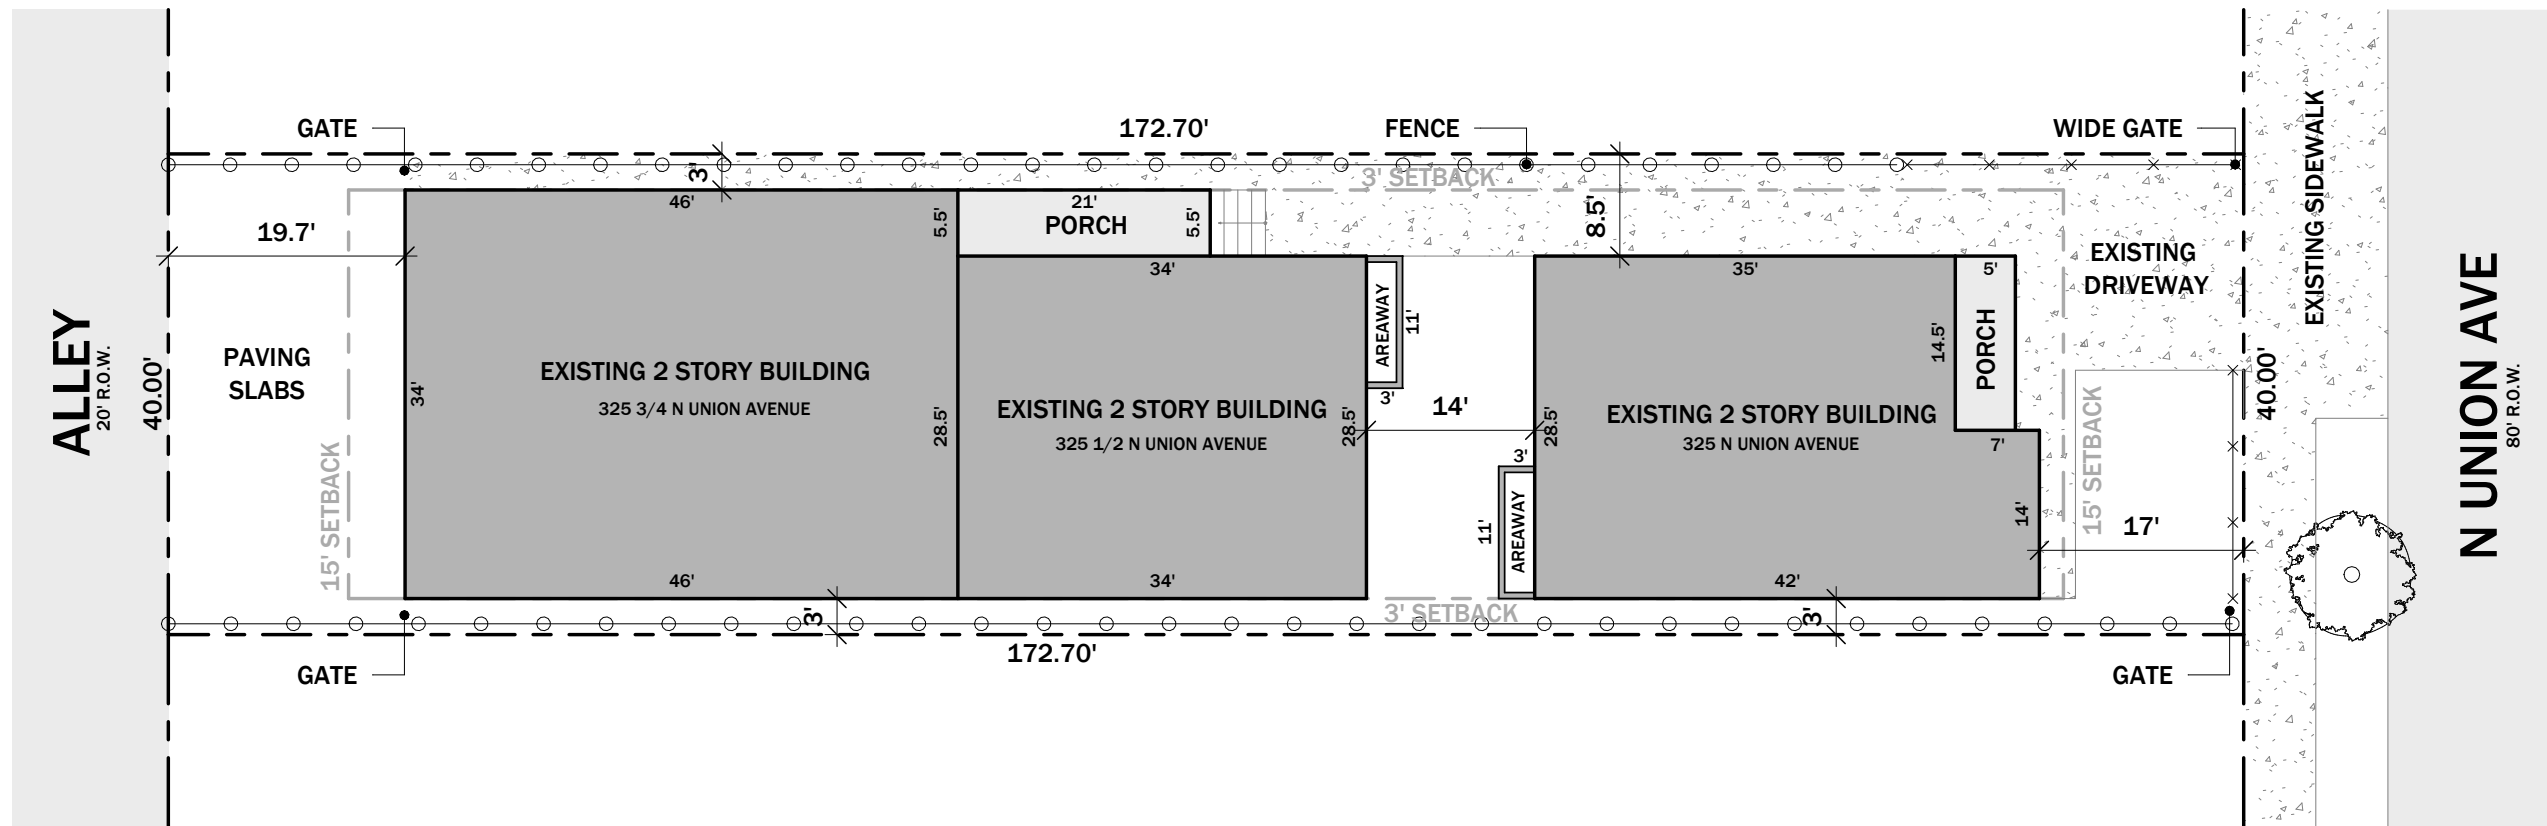 GATE
172.70'
FENCE
WIDE GATE
3'
3' SETBACK
46'
21'
PORCH
5.5'
5.5'
8.5'
19.7'
34'
35'
5'
EXISTING
DRIVEWAY
EXISTING SIDEWALK
ALLEY
20' R.O.W.
40.00'
PAVING
SLABS
15' SETBACK
34'
EXISTING 2 STORY BUILDING
325 3/4 N UNION AVENUE
28.5'
EXISTING 2 STORY BUILDING
325 1/2 N UNION AVENUE
28.5'
AREAWAY
11'
3'
14'
28.5'
3'
11'
AREAWAY
EXISTING 2 STORY BUILDING
325 N UNION AVENUE
14.5'
PORCH
7'
14'
15' SETBACK
17'
40.00'
N UNION AVE
80' R.O.W.
46'
34'
42'
3'
3' SETBACK
3'
172.70'
GATE
GATE